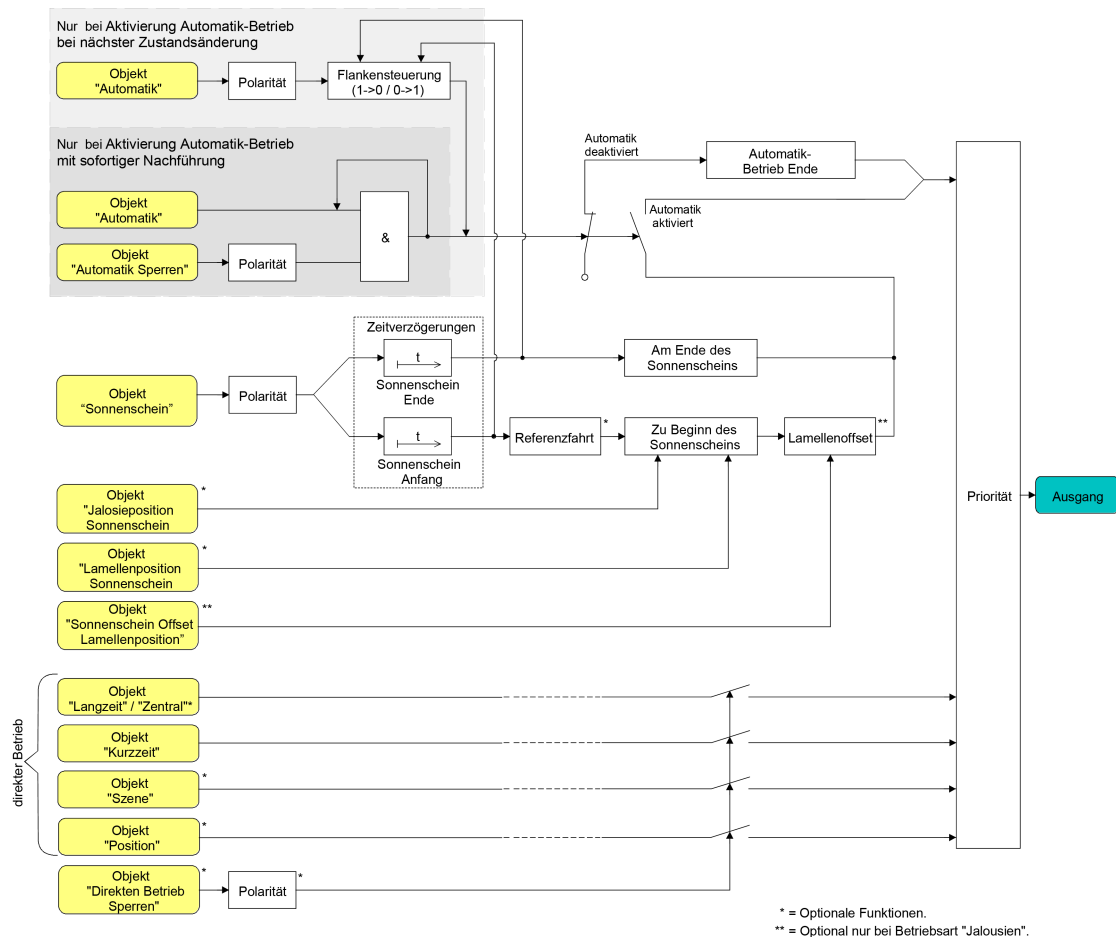 Nur bei Aktivierung Automatik-Betrieb
bei nächster Zustandsänderung
Objekt
"Automatik"
Polarität
Flankensteuerung
(1->0 / 0->1)
Nur bei Aktivierung Automatik-Betrieb
mit sofortiger Nachführung
Objekt
"Automatik"
Objekt
"Automatik Sperren"
Polarität
&
Automatik
deaktiviert
Automatik-
Betrieb Ende
Automatik
aktiviert
Zeitverzögerungen
t
Sonnenschein
Ende
Am Ende des
Sonnenscheins
Objekt
“Sonnenschein”
Polarität
t
Sonnenschein
Anfang
Referenzfahrt
*
Zu Beginn des
Sonnenscheins
Lamellenoffset
**
Objekt
"Jalosieposition
Sonnenschein
*
Objekt
"Lamellenposition
Sonnenschein
*
Objekt
"Sonnenschein Offset
Lamellenposition”
**
Priorität
Ausgang
direkter Betrieb
Objekt
"Langzeit" / "Zentral"*
Objekt
"Kurzzeit"
Objekt
"Szene"
*
Objekt
"Position"
*
Objekt
"Direkten Betrieb
Sperren"
*
Polarität
*
* = Optionale Funktionen.
** = Optional nur bei Betriebsart "Jalousien".